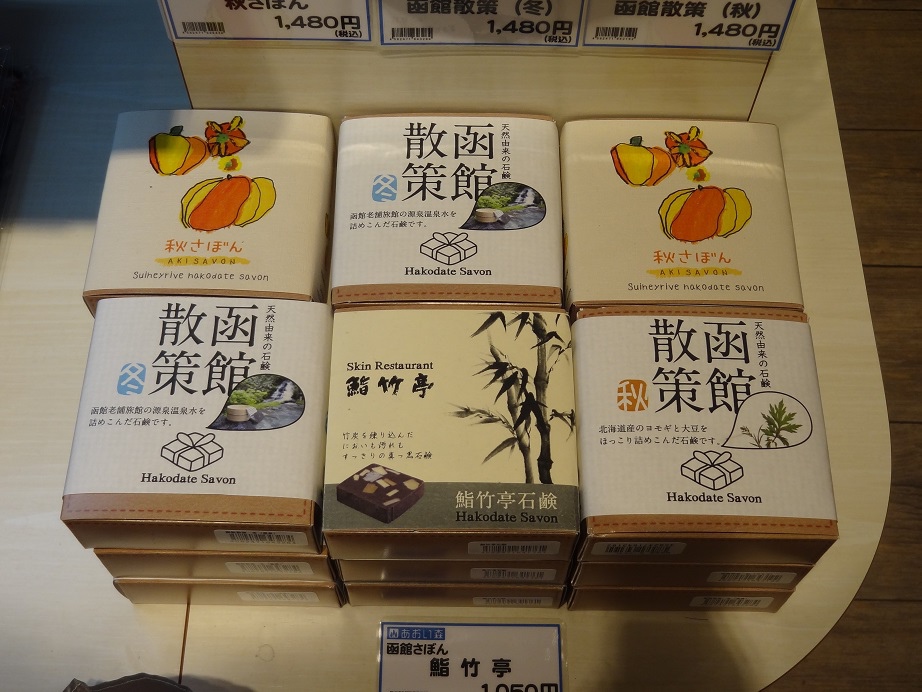 秋さぼん
1,480円
(税込)
函館散策（冬）
1,480円
(税込)
函館散策（秋）
1,480円
(税込)
秋さぼん
AKI SAVON
Suiheyrive hakodate savon
天然由来の石鹸
函館
散策
冬
函館老舗旅館の源泉温泉水を
詰めこんだ石鹸です。
Hakodate Savon
秋さぼん
AKI SAVON
Suiheyrive hakodate savon
天然由来の石鹸
函館
散策
冬
函館老舗旅館の源泉温泉水を
詰めこんだ石鹸です。
Hakodate Savon
Skin Restaurant
鮨竹亭
竹炭を練り込んだ
においも汚れも
すっきりの真っ黒石鹸
鮨竹亭石鹸
Hakodate Savon
天然由来の石鹸
函館
散策
秋
北海道産のヨモギと大豆を
ほっこり詰めこんだ石鹸です。
Hakodate Savon
あおい森
函館さぼん
鮨竹亭
1,050円